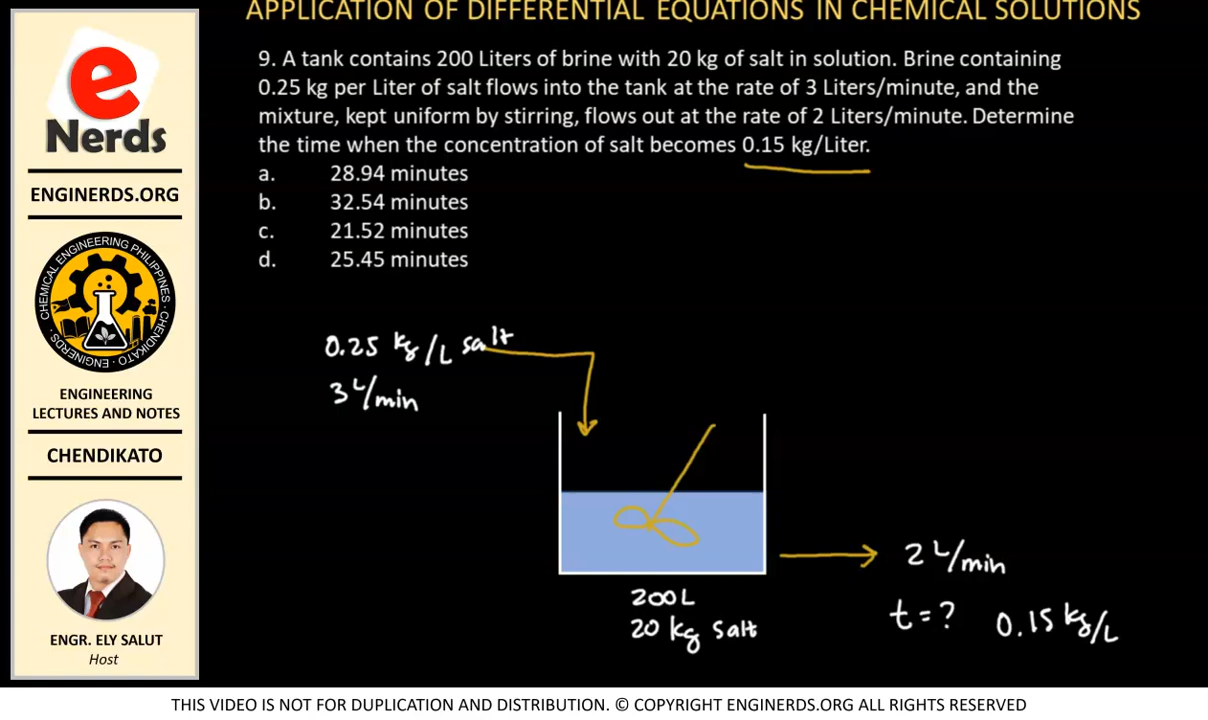 APPLICATION OF DIFFERENTIAL EQUATIONS IN CHEMICAL SOLUTIONS
9. A tank contains 200 Liters of brine with 20 kg of salt in solution. Brine containing
0.25 kg per Liter of salt flows into the tank at the rate of 3 Liters/minute, and the
mixture, kept uniform by stirring, flows out at the rate of 2 Liters/minute. Determine
the time when the concentration of salt becomes 0.15 kg/Liter.
a. 28.94 minutes
b. 32.54 minutes
c. 21.52 minutes
d. 25.45 minutes
0.25 kg/L salt
3 L/min
200L
20 kg salt
2 L/min
t=? 0.15 kg/L
e
Nerds
ENGINERDS.ORG
CHEMICAL ENGINEERING PHILIPPINES · CHENDIKATO · ENGINERDS ·
ENGINEERING
LECTURES AND NOTES
CHENDIKATO
ENGR. ELY SALUT
Host
THIS VIDEO IS NOT FOR DUPLICATION AND DISTRIBUTION. © COPYRIGHT ENGINERDS.ORG ALL RIGHTS RESERVED